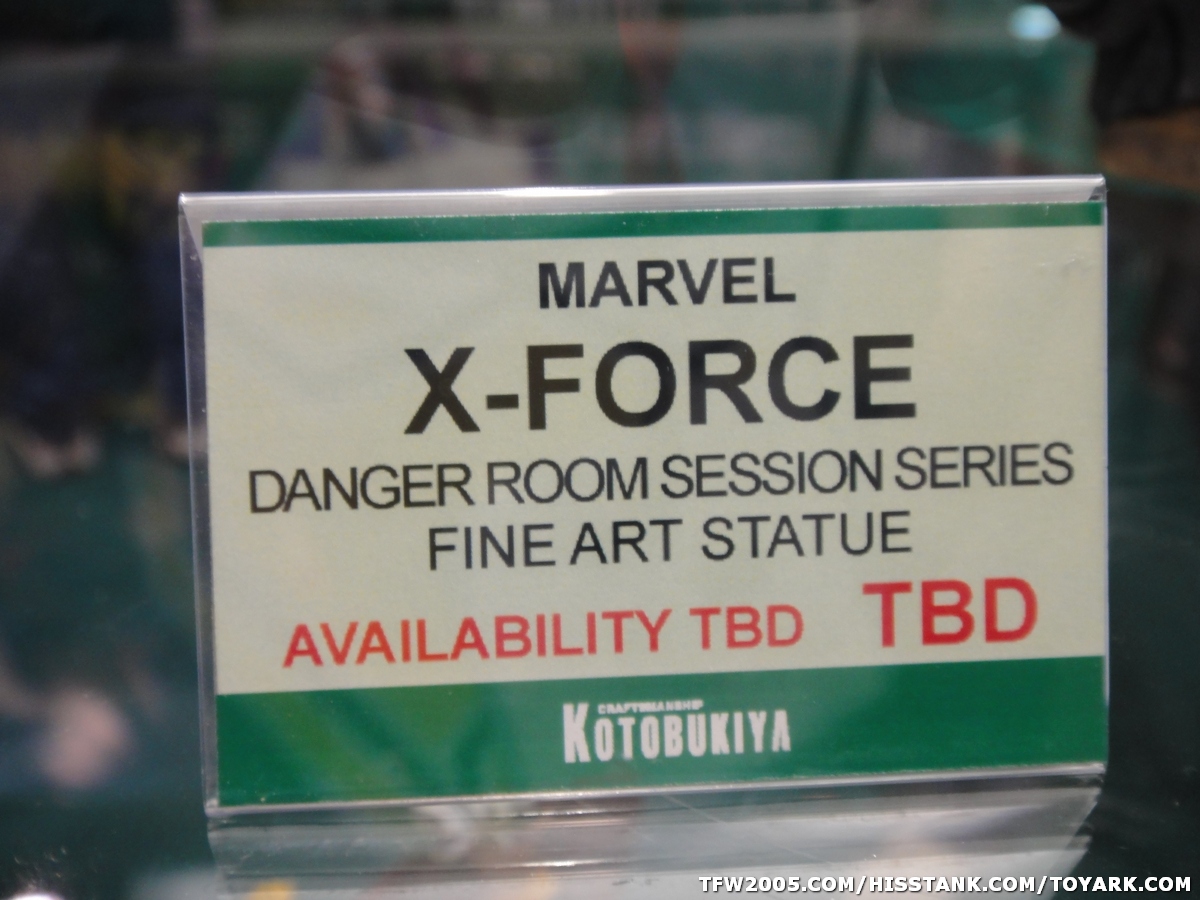 MARVEL
X-FORCE
DANGER ROOM SESSION SERIES
FINE ART STATUE
AVAILABILITY TBD TBD
CRAFTSMANSHIP
KOTOBUKIYA
TFW2005.COM/HISSTANK.COM/TOYARK.COM